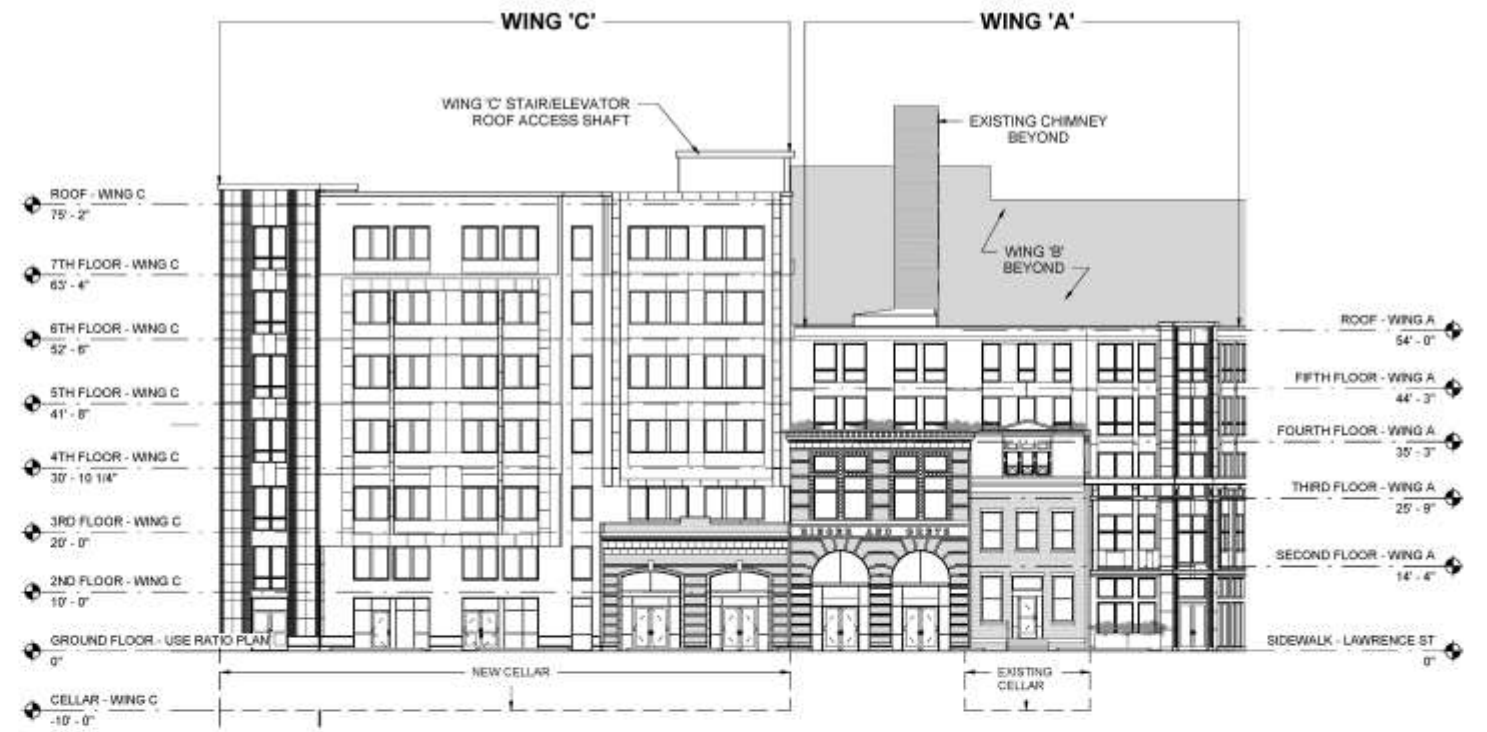 WING 'C'
WING 'A'
WING 'C' STAIR/ELEVATOR
ROOF ACCESS SHAFT
EXISTING CHIMNEY
BEYOND
WING 'B'
BEYOND
ROOF - WING C
75' - 2"
7TH FLOOR - WING C
63' - 4"
6TH FLOOR - WING C
52' - 6"
5TH FLOOR - WING C
41' - 8"
4TH FLOOR - WING C
30' - 10 1/4"
3RD FLOOR - WING C
20' - 0"
2ND FLOOR - WING C
10' - 0"
GROUND FLOOR - USE RATIO PLAN
0"
CELLAR - WING C
-10' - 0"
ROOF - WING A
54' - 0"
FIFTH FLOOR - WING A
44' - 3"
FOURTH FLOOR - WING A
35' - 3"
THIRD FLOOR - WING A
25' - 9"
SECOND FLOOR - WING A
14' - 4"
SIDEWALK - LAWRENCE ST
0"
AND
NEW CELLAR
EXISTING
CELLAR